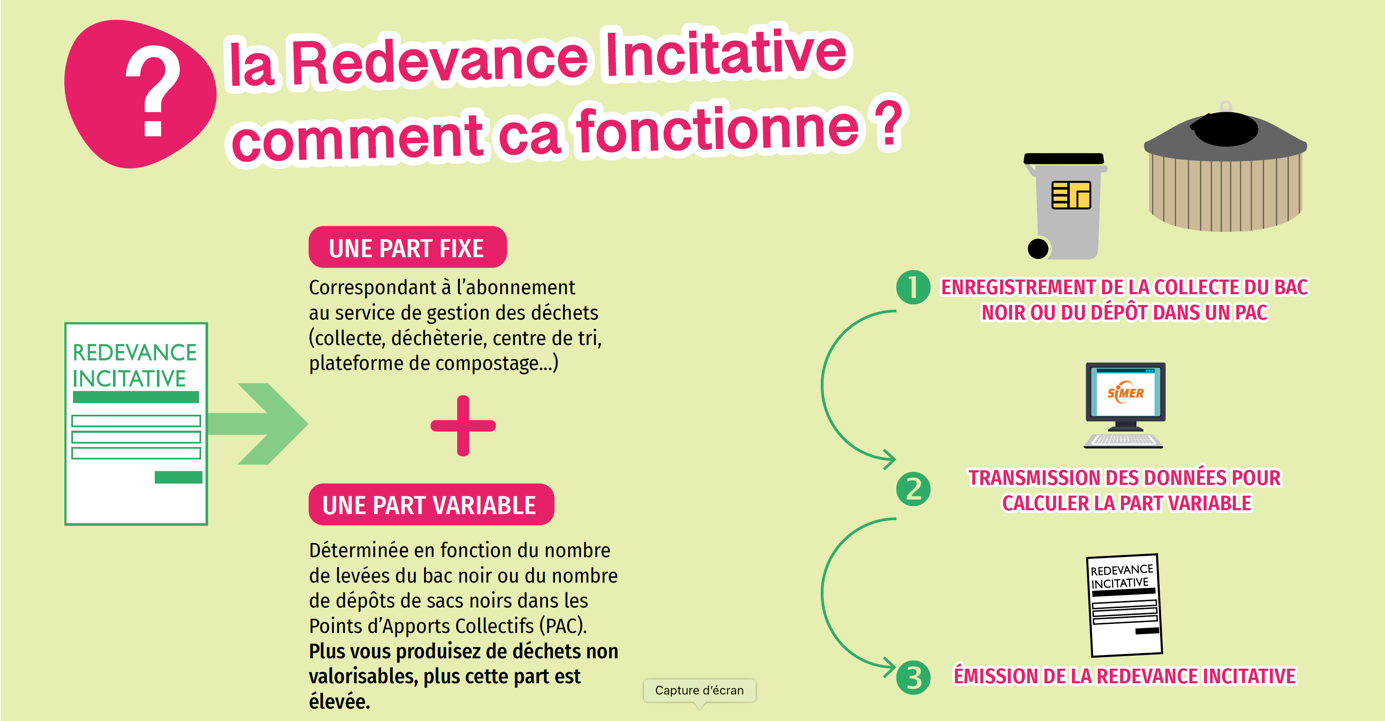 ?
la Redevance Incitative
comment ca fonctionne ?
REDEVANCE
INCITATIVE
UNE PART FIXE
Correspondant à l'abonnement
au service de gestion des déchets
(collecte, déchèterie, centre de tri,
plateforme de compostage...)
+
UNE PART VARIABLE
Déterminée en fonction du nombre
de levées du bac noir ou du nombre
de dépôts de sacs noirs dans les
Points d'Apports Collectifs (PAC).
Plus vous produisez de déchets non
valorisables, plus cette part est
élevée.
1
ENREGISTREMENT DE LA COLLECTE DU BAC
NOIR OU DU DÉPÔT DANS UN PAC
SIMER
2
TRANSMISSION DES DONNÉES POUR
CALCULER LA PART VARIABLE
REDEVANCE
INCITATIVE
3
ÉMISSION DE LA REDEVANCE INCITATIVE
Capture d'écran